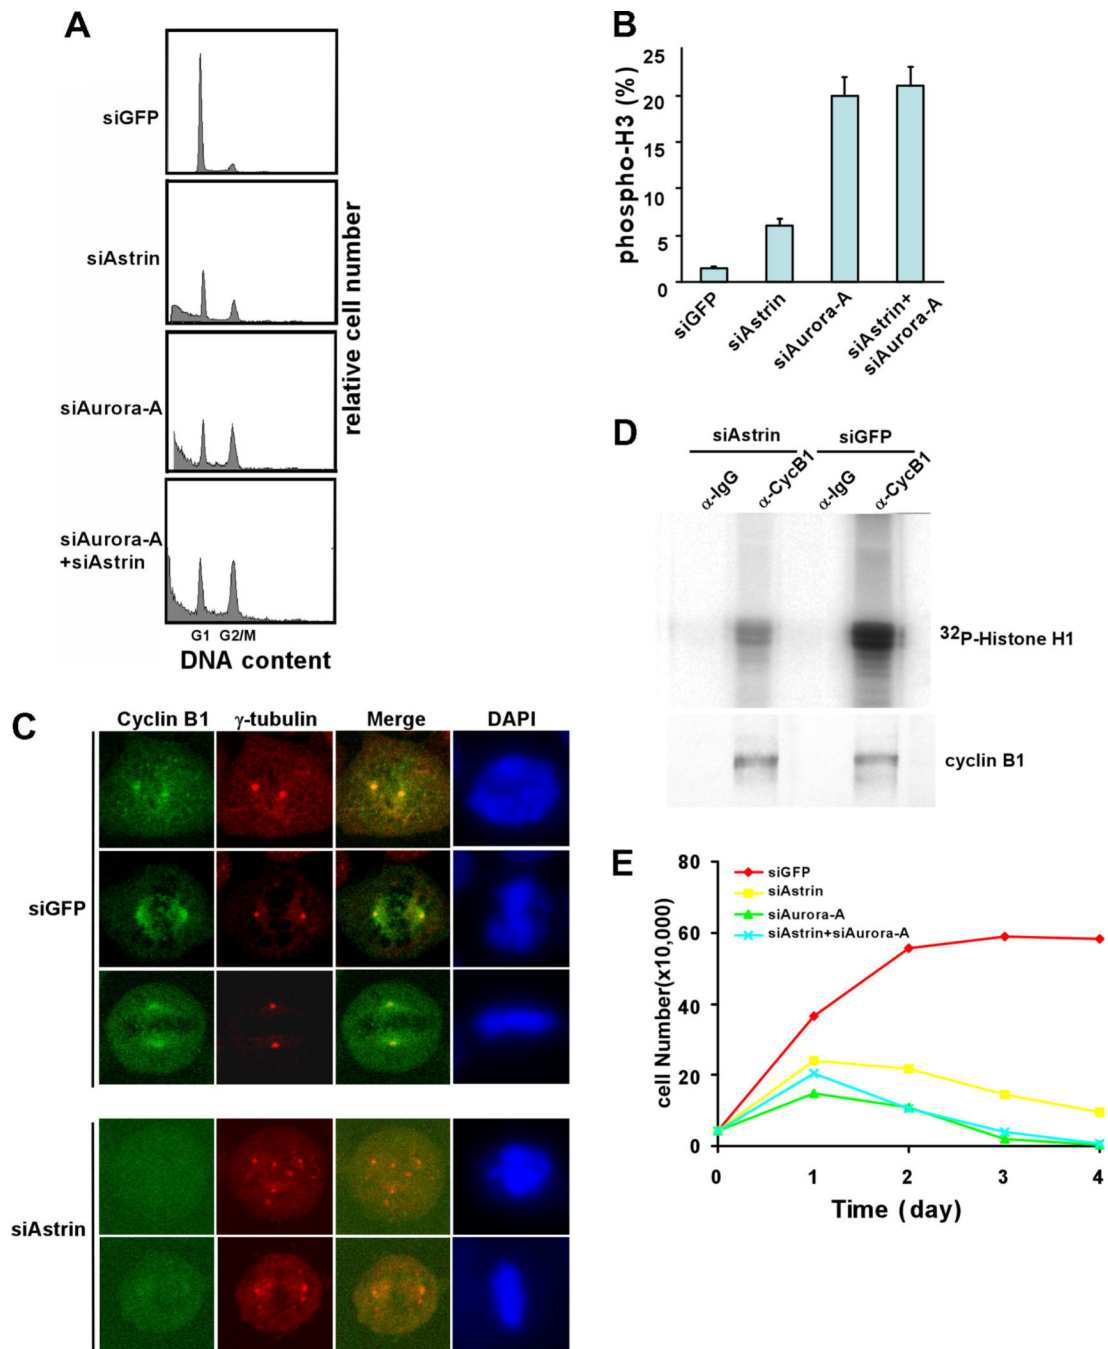 A
siGFP
siAstrin
siAurora-A
siAurora-A
+siAstrin
relative cell number
G1 G2/M
DNA content
B
phospho-H3 (%)
25
20
15
10
5
0
siGFP
siAstrin
siAurora-A
siAstrin+
siAurora-A
C
Cyclin B1 γ-tubulin Merge DAPI
siGFP
siAstrin
D
siAstrin siGFP
α-IgG α-CycB1 α-IgG α-CycB1
32P-Histone H1
cyclin B1
E
cell Number(x10,000)
80
60
40
20
0
siGFP
siAstrin
siAurora-A
siAstrin+siAurora-A
0 1 2 3 4
Time (day)